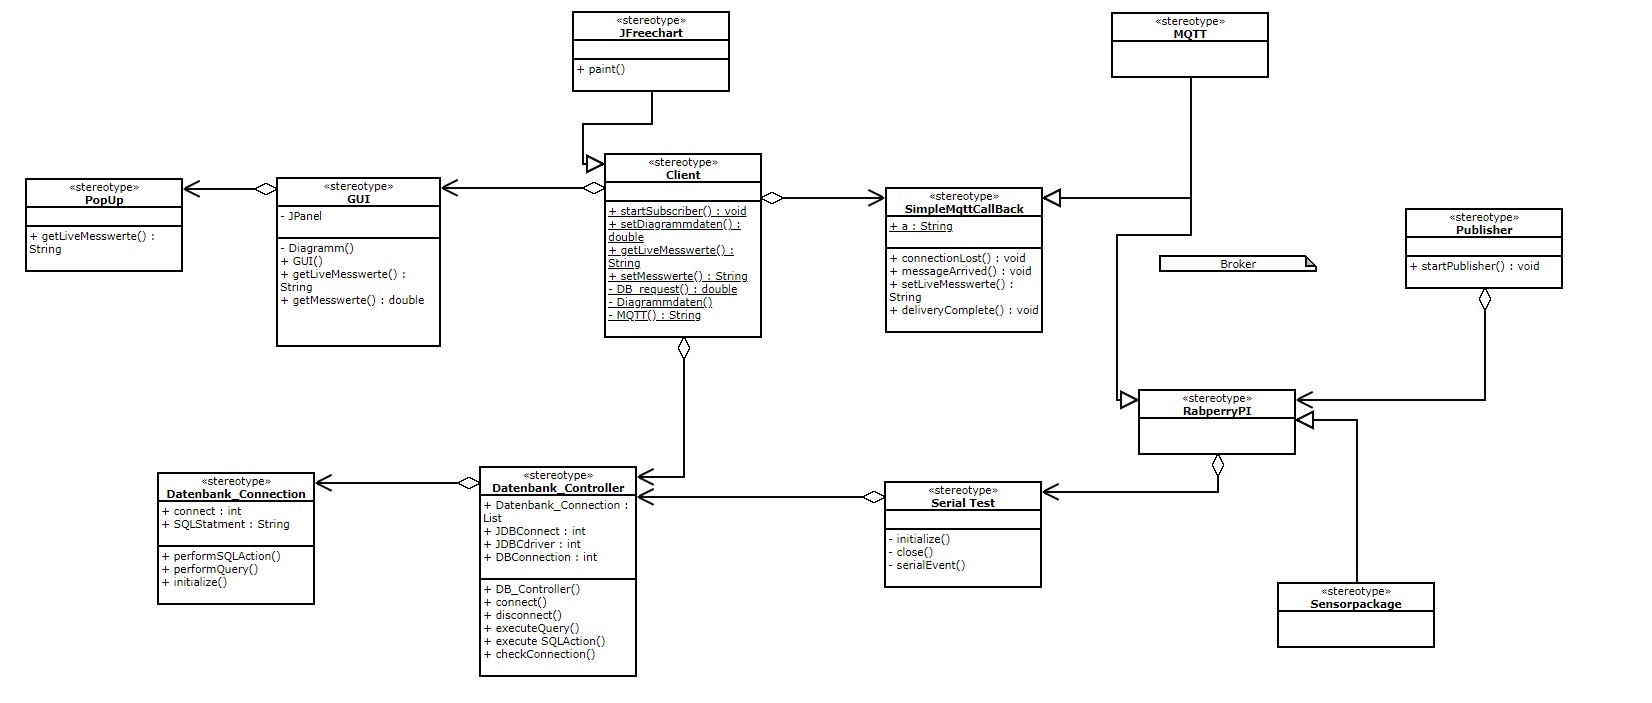 «stereotype»
JFreechart
+ paint()
«stereotype»
MQTT
«stereotype»
PopUp
+ getLiveMesswerte() :
String
«stereotype»
GUI
- JPanel
- Diagramm()
+ GUI()
+ getLiveMesswerte() :
String
+ getMesswerte() : double
«stereotype»
Client
+ startSubscriber() : void
+ setDiagrammdaten() :
double
+ getLiveMesswerte() :
String
+ setMesswerte() : String
- DB_request() : double
- Diagrammdaten()
- MQTT() : String
«stereotype»
SimpleMqttCallBack
+ a : String
+ connectionLost() : void
+ messageArrived() : void
+ setLiveMesswerte() :
String
+ deliveryComplete() : void
Broker
«stereotype»
Publisher
+ startPublisher() : void
«stereotype»
RabperryPI
«stereotype»
Datenbank_Connection
+ connect : int
+ SQLStatment : String
+ performSQLAction()
+ performQuery()
+ initialize()
«stereotype»
Datenbank_Controller
+ Datenbank_Connection :
List
+ JDBConnect : int
+ JDBCdriver : int
+ DBConnection : int
+ DB_Controller()
+ connect()
+ disconnect()
+ executeQuery()
+ execute SQLAction()
+ checkConnection()
«stereotype»
Serial Test
- initialize()
- close()
- serialEvent()
«stereotype»
Sensorpackage